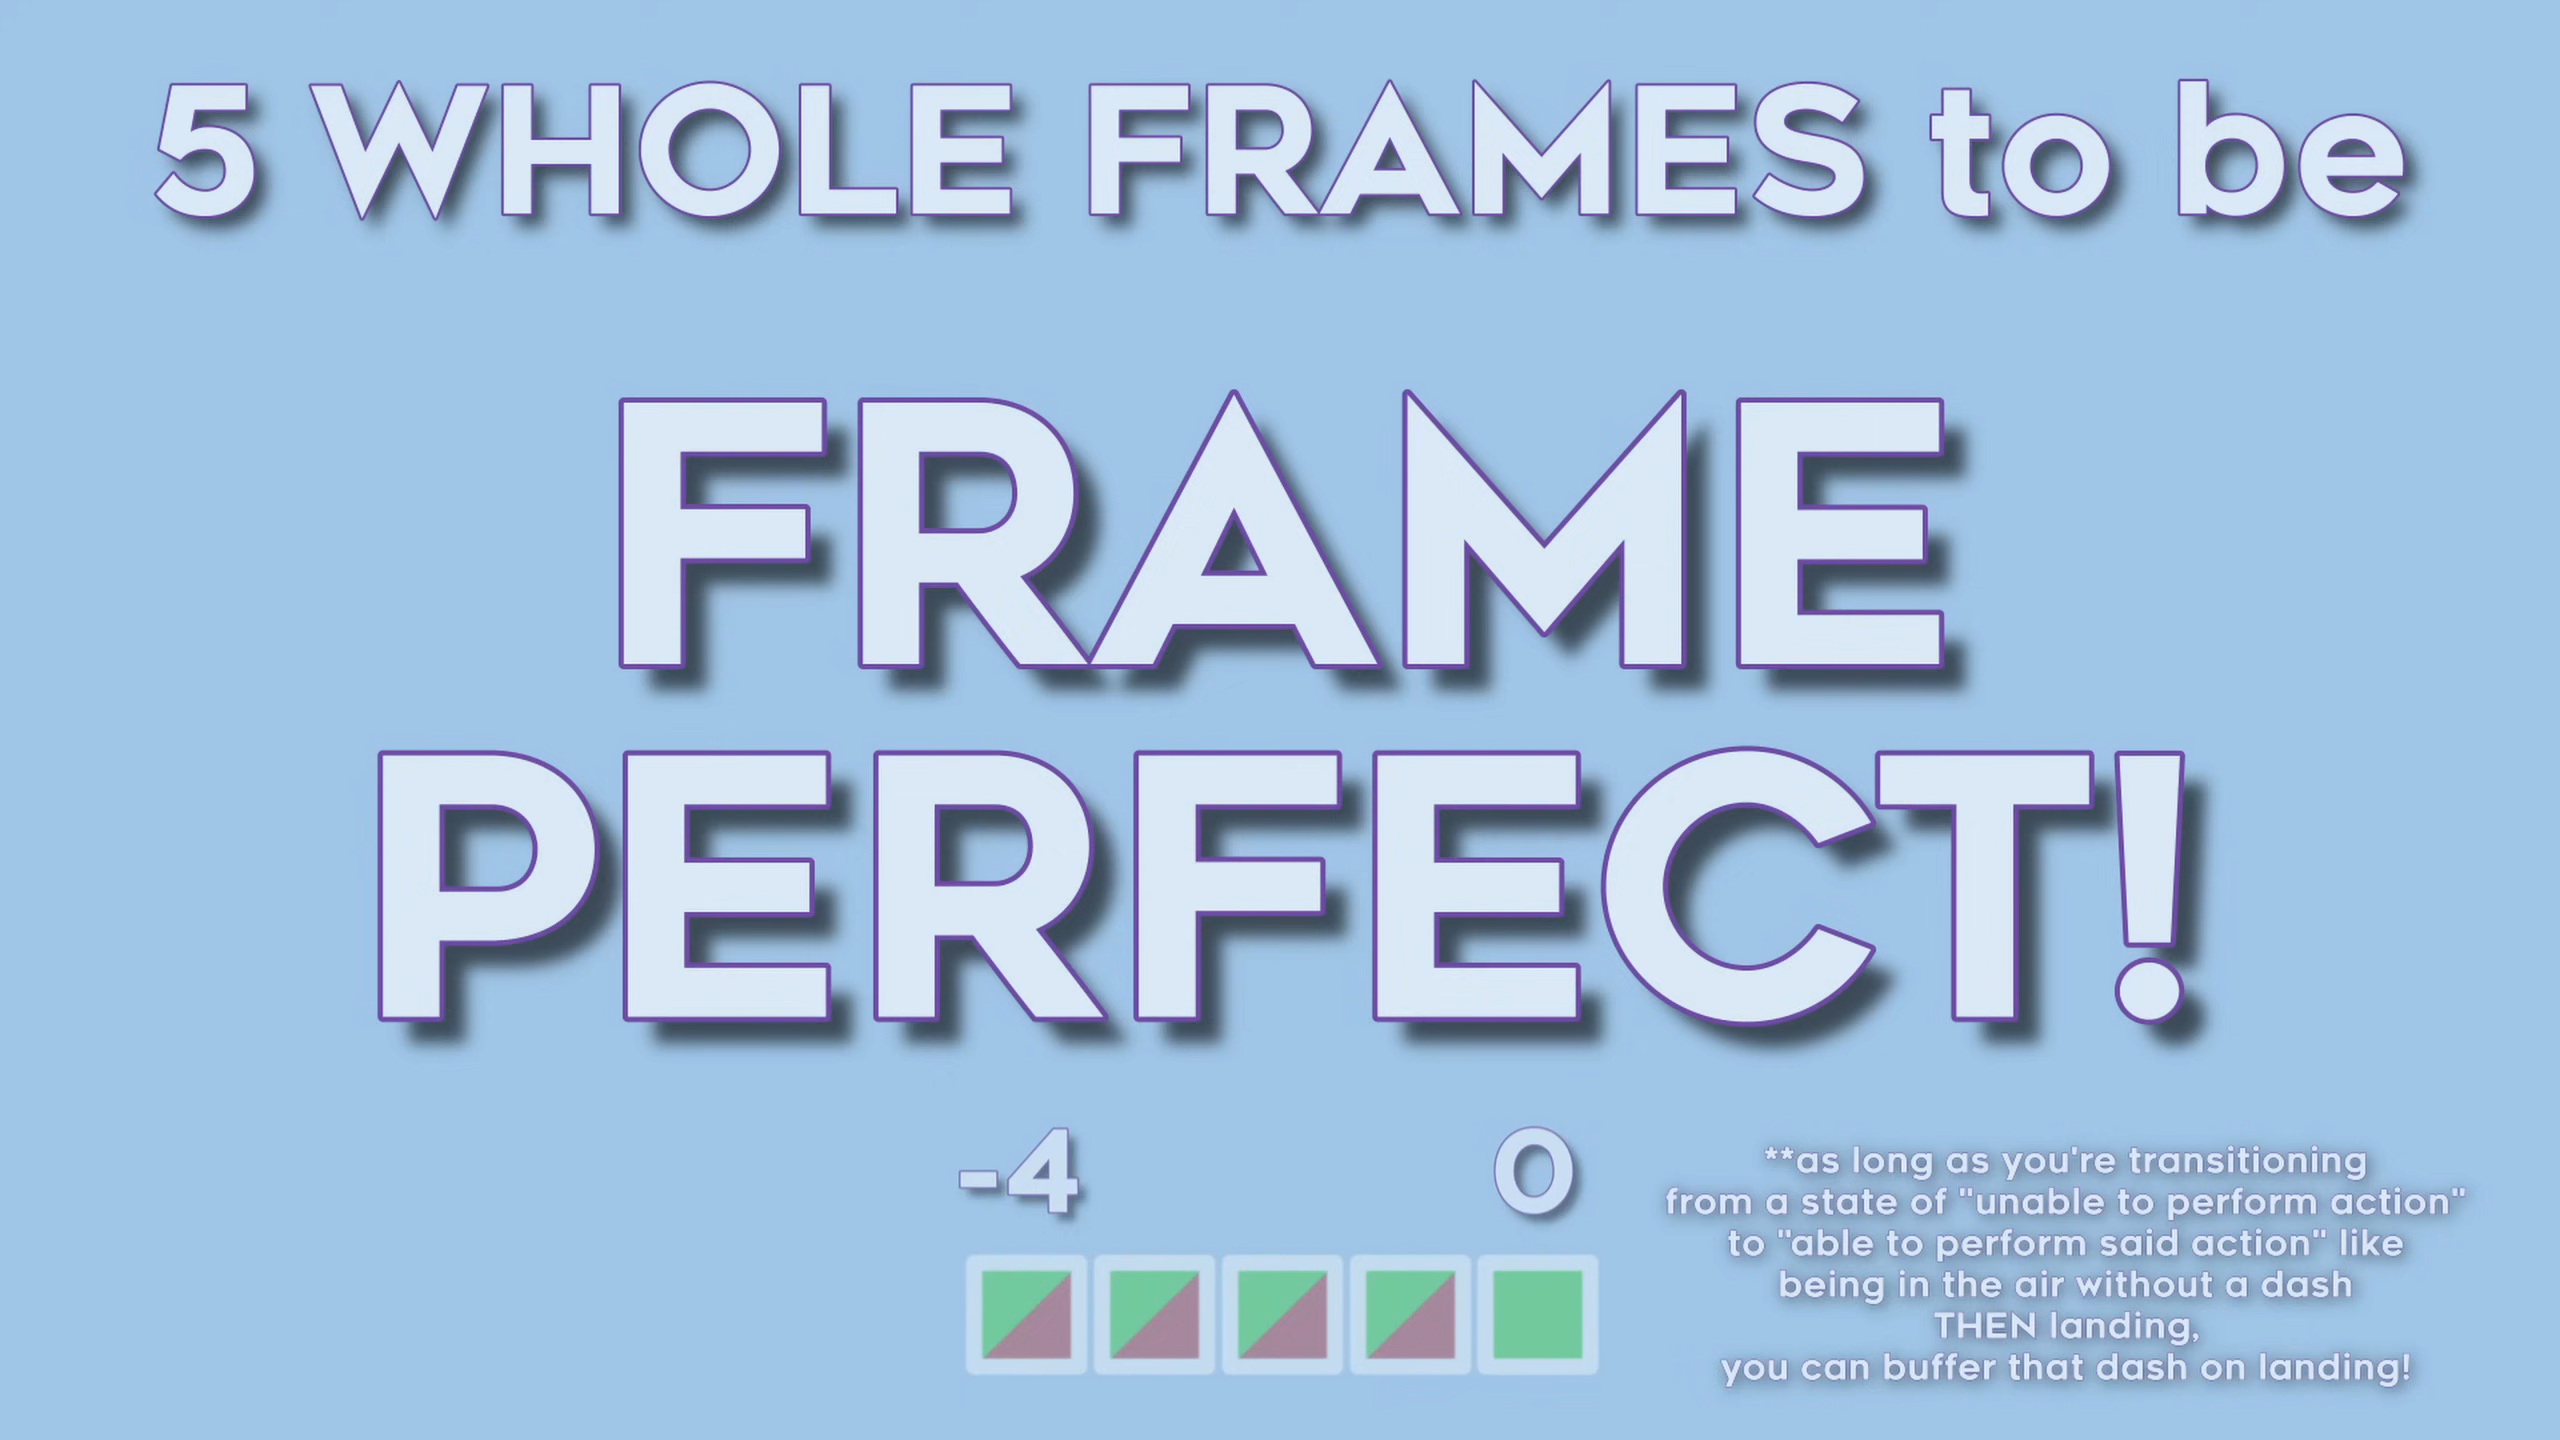 5 WHOLE FRAMES to be
FRAME
PERFECT!
-4 0
**as long as you're transitioning
from a state of "unable to perform action"
to "able to perform said action" like
being in the air without a dash
THEN landing,
you can buffer that dash on landing!